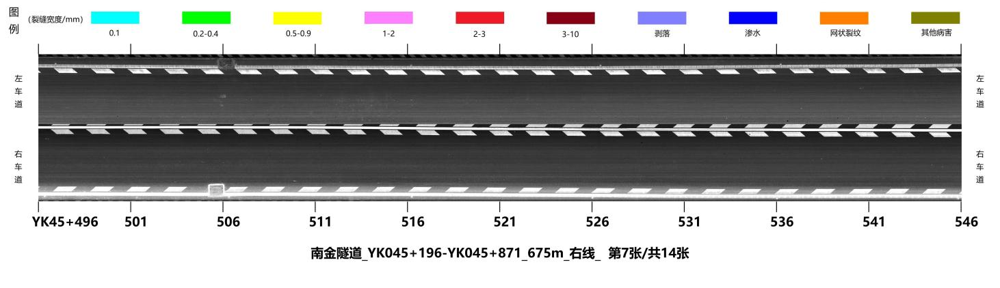 图例
(裂缝宽度/mm)
0.1 0.2-0.4 0.5-0.9 1-2 2-3 3-10 剥落 渗水 网状裂纹 其他病害
左车道
左车道
右车道
右车道
YK45+496 501 506 511 516 521 526 531 536 541 546
南金隧道_YK045+196-YK045+871_675m_右线_ 第7张/共14张